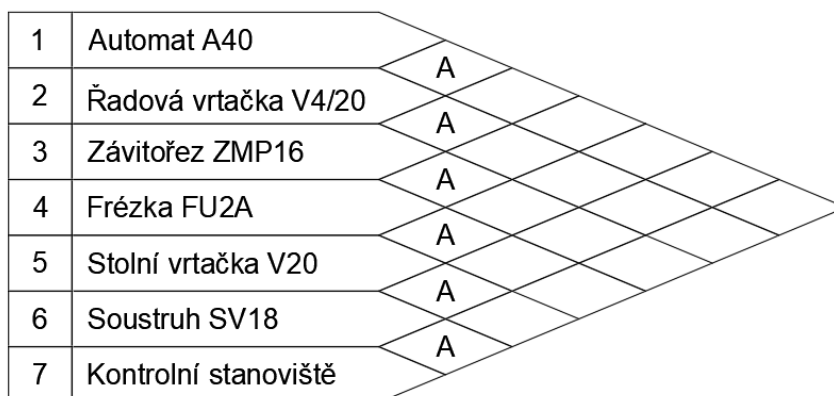 1 Automat A40
A
2 Řadová vrtačka V4/20
A
3 Závitořez ZMP16
A
4 Frézka FU2A
A
5 Stolní vrtačka V20
A
6 Soustruh SV18
A
7 Kontrolní stanoviště